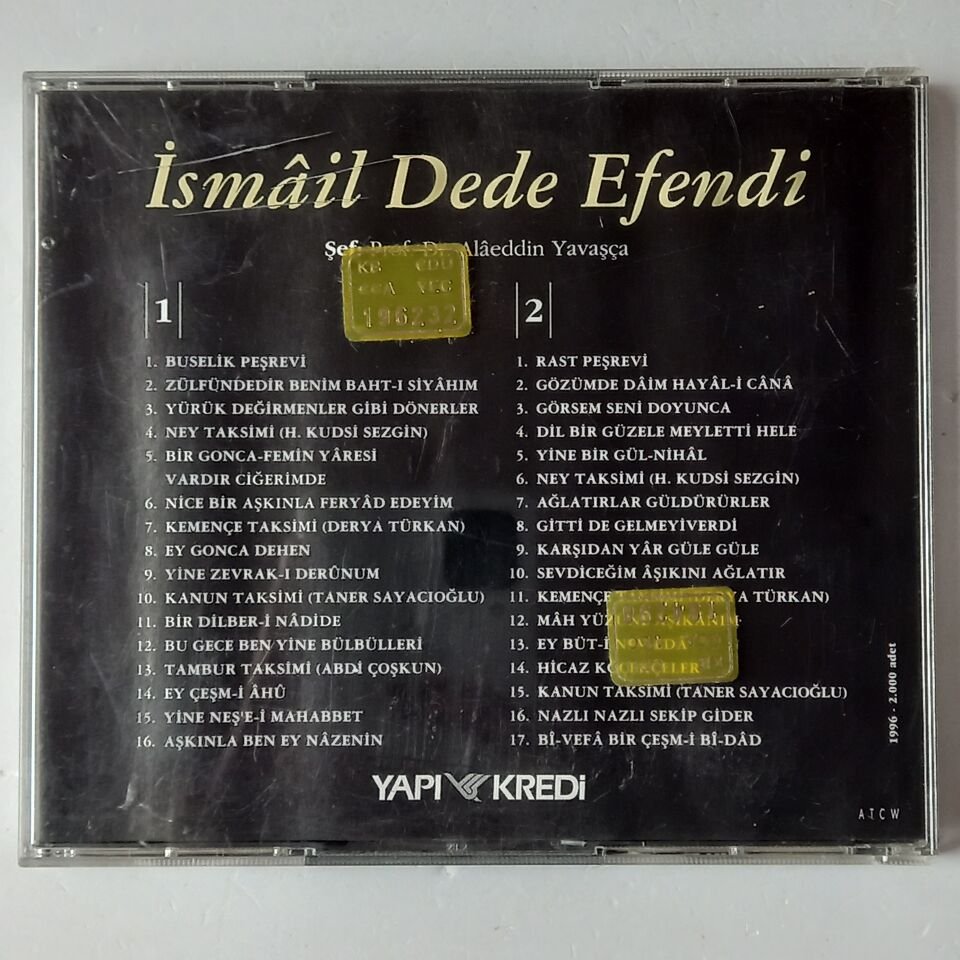 İsmâil Dede Efendi
Şef: Prof. Dr. Alâeddin Yavaşça
196232
1
1. BUSELİK PEŞREVİ
2. ZÜLFÜNDEDİR BENİM BAHT-I SİYÂHIM
3. YÜRÜK DEĞİRMENLER GİBİ DÖNERLER
4. NEY TAKSİMİ (H. KUDSİ SEZGİN)
5. BİR GONCA-FEMİN YÂRESİ
VARDIR CİĞERİMDE
6. NİCE BİR AŞKINLA FERYÂD EDEYİM
7. KEMENÇE TAKSİMİ (DERYA TÜRKAN)
8. EY GONCA DEHEN
9. YİNE ZEVRAK-I DERÛNUM
10. KANUN TAKSİMİ (TANER SAYACIOĞLU)
11. BİR DİLBER-İ NÂDİDE
12. BU GECE BEN YİNE BÜLBÜLLERİ
13. TAMBUR TAKSİMİ (ABDİ ÇOŞKUN)
14. EY ÇEŞM-İ ÂHÛ
15. YİNE NEŞ'E-İ MAHABBET
16. AŞKINLA BEN EY NÂZENİN
2
1. RAST PEŞREVİ
2. GÖZÜMDE DÂİM HAYÂL-İ CÂNÂ
3. GÖRSEM SENİ DOYUNCA
4. DİL BİR GÜZELE MEYLETTİ HELE
5. YİNE BİR GÜL-NİHÂL
6. NEY TAKSİMİ (H. KUDSİ SEZGİN)
7. AĞLATIRLAR GÜLDÜRÜRLER
8. GİTTİ DE GELMEYİVERDİ
9. KARŞIDAN YÂR GÜLE GÜLE
10. SEVDİCEĞİM ÂŞIKINI AĞLATIR
11. KEMENÇE TÜRKAN)
12. MÂH
13. EY BÜT-İ
14. HİCAZ KÖÇEKÇELER
15. KANUN TAKSİMİ (TANER SAYACIOĞLU)
16. NAZLI NAZLI SEKİP GİDER
17. BÎ-VEFÂ BİR ÇEŞM-İ BÎ-DÂD
1996 - 2.000 adet
YAPI KREDİ
ATCW